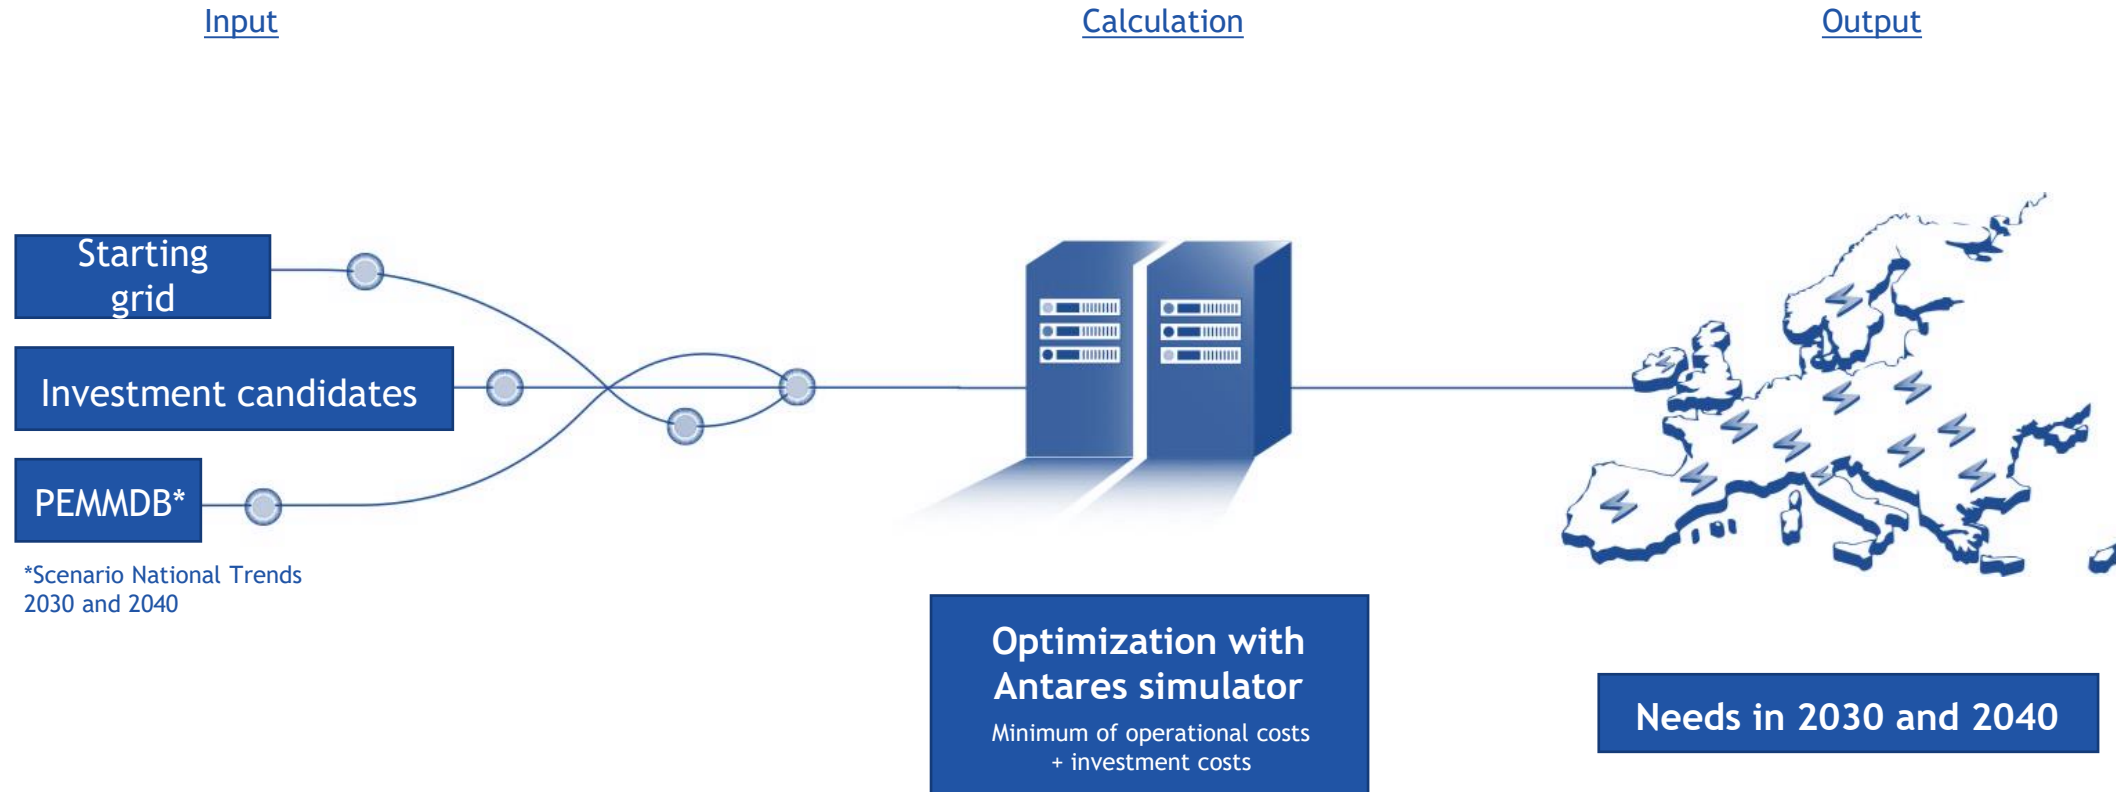 Input
Calculation
Output
Starting
grid
Investment candidates
PEMMDB*
*Scenario National Trends
2030 and 2040
Optimization with
Antares simulator
Minimum of operational costs
+ investment costs
Needs in 2030 and 2040